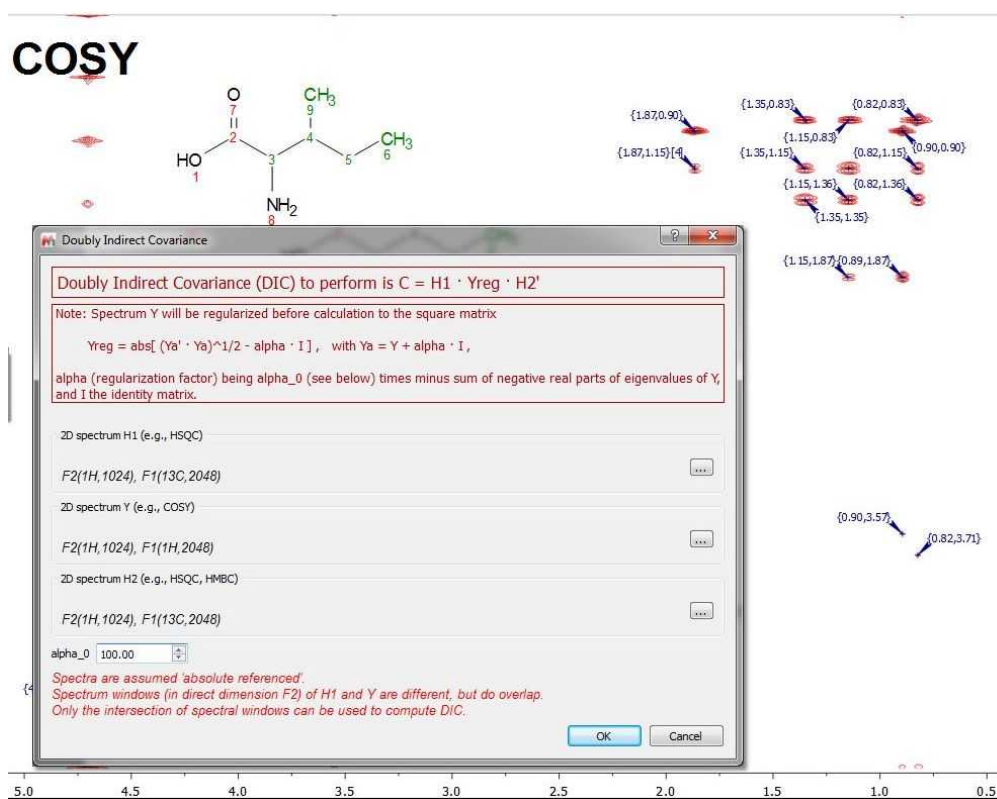 COSY
O
7
CH3
9
2
4
CH3
HO
3
5
6
1
NH2
8
{1.87,0.90}
{1.35,0.83}
{0.82,0.83}
{1.15,0.83}
{0.90,0.90}
{1.87,1.15}[4]
{1.35,1.15}
{0.82,1.15}
{1.15,1.36}
{0.82,1.36}
{1.35,1.35}
{1.15,1.87}
{0.89,1.87}
{0.90,3.57}
{0.82,3.71}
Doubly Indirect Covariance
Doubly Indirect Covariance (DIC) to perform is C = H1 · Yreg · H2'
Note: Spectrum Y will be regularized before calculation to the square matrix
Yreg = abs[ (Ya' · Ya)^1/2 - alpha · I ] , with Ya = Y + alpha · I ,
alpha (regularization factor) being alpha_0 (see below) times minus sum of negative real parts of eigenvalues of Y,
and I the identity matrix.
2D spectrum H1 (e.g., HSQC)
F2(1H,1024), F1(13C,2048)
...
2D spectrum Y (e.g., COSY)
F2(1H,1024), F1(1H,2048)
...
2D spectrum H2 (e.g., HSQC, HMBC)
F2(1H,1024), F1(13C,2048)
...
alpha_0 100.00
Spectra are assumed 'absolute referenced'.
Spectrum windows (in direct dimension F2) of H1 and Y are different, but do overlap.
Only the intersection of spectral windows can be used to compute DIC.
OK Cancel
5.0 4.5 4.0 3.5 3.0 2.5 2.0 1.5 1.0 0.5